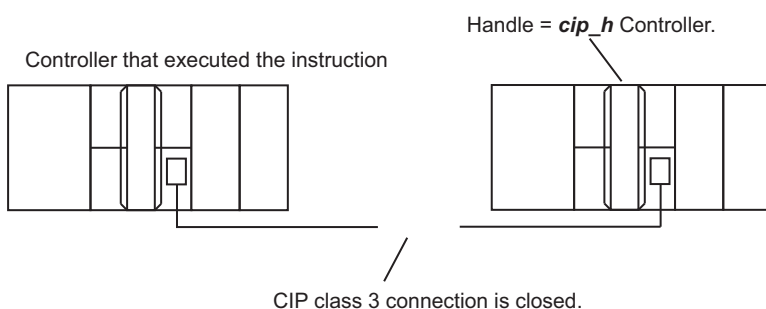 Handle = cip_h Controller.
Controller that executed the instruction
CIP class 3 connection is closed.